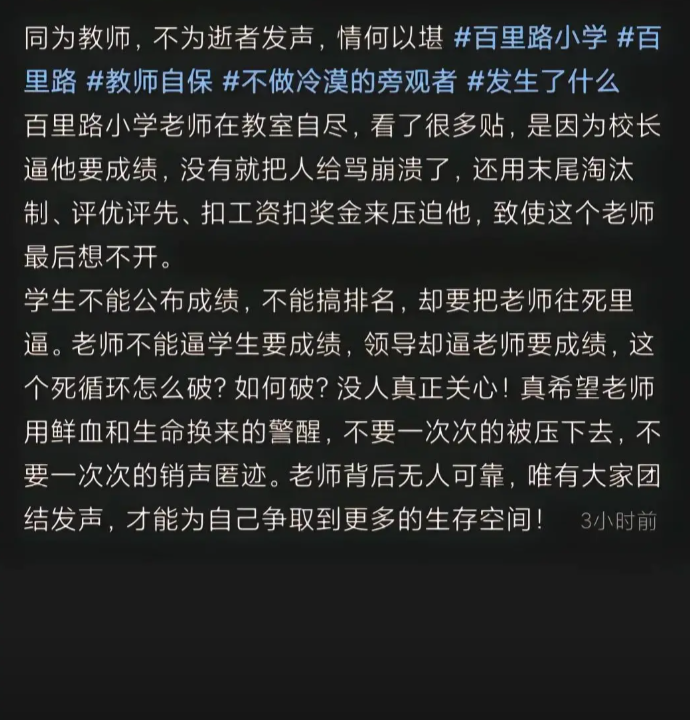 同为教师，不为逝者发声，情何以堪 #百里路小学 #百
里路 #教师自保 #不做冷漠的旁观者 #发生了什么
百里路小学老师在教室自尽，看了很多贴，是因为校长
逼他要成绩，没有就把人给骂崩溃了，还用末尾淘汰
制、评优评先、扣工资扣奖金来压迫他，致使这个老师
最后想不开。
学生不能公布成绩，不能搞排名，却要把老师往死里
逼。老师不能逼学生要成绩，领导却逼老师要成绩，这
个死循环怎么破？如何破？没人真正关心！真希望老师
用鲜血和生命换来的警醒，不要一次次的被压下去，不
要一次次的销声匿迹。老师背后无人可靠，唯有大家团
结发声，才能为自己争取到更多的生存空间！ 3小时前